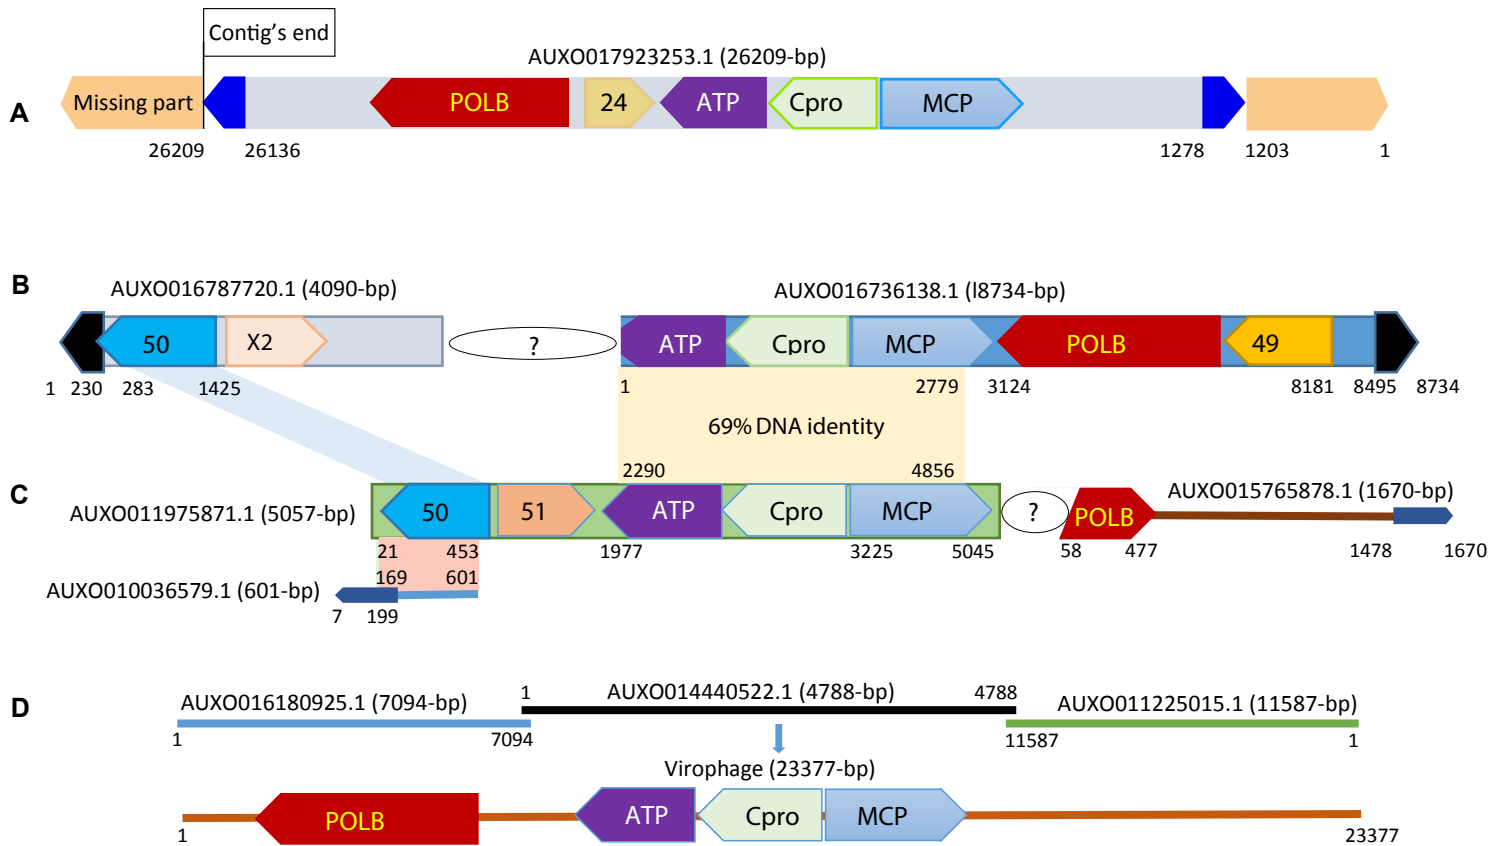 Contig's end
AUXO017923253.1 (26209-bp)
A
Missing part
POLB
24
ATP
Cpro
MCP
26209
26136
1278
1203
1
B
AUXO016787720.1 (4090-bp)
AUXO016736138.1 (l8734-bp)
50
X2
?
ATP
Cpro
MCP
POLB
49
1
230
283
1425
1
2779
3124
8181
8495
8734
69% DNA identity
2290
4856
C
AUXO011975871.1 (5057-bp)
50
51
ATP
Cpro
MCP
?
POLB
AUXO015765878.1 (1670-bp)
21
453
1977
3225
5045
58
477
1478
1670
169
601
AUXO010036579.1 (601-bp)
7
199
D
AUXO016180925.1 (7094-bp)
1
AUXO014440522.1 (4788-bp)
4788
AUXO011225015.1 (11587-bp)
1
7094
11587
1
Virophage (23377-bp)
POLB
ATP
Cpro
MCP
1
23377